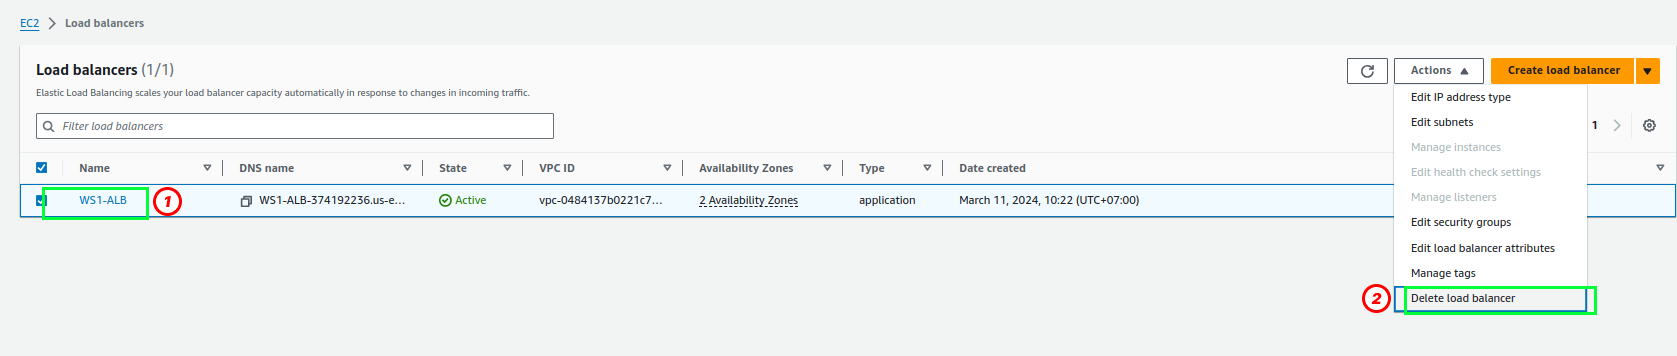 EC2 > Load balancers
Load balancers (1/1)
Actions
Create load balancer
Elastic Load Balancing scales your load balancer capacity automatically in response to changes in incoming traffic.
Filter load balancers
1
Name DNS name State VPC ID Availability Zones Type Date created
WS1-ALB 1 WS1-ALB-374192236.us-e... Active vpc-0484137b0221c7... 2 Availability Zones application March 11, 2024, 10:22 (UTC+07:00)
Edit IP address type
Edit subnets
Manage instances
Edit health check settings
Manage listeners
Edit security groups
Edit load balancer attributes
Manage tags
2 Delete load balancer